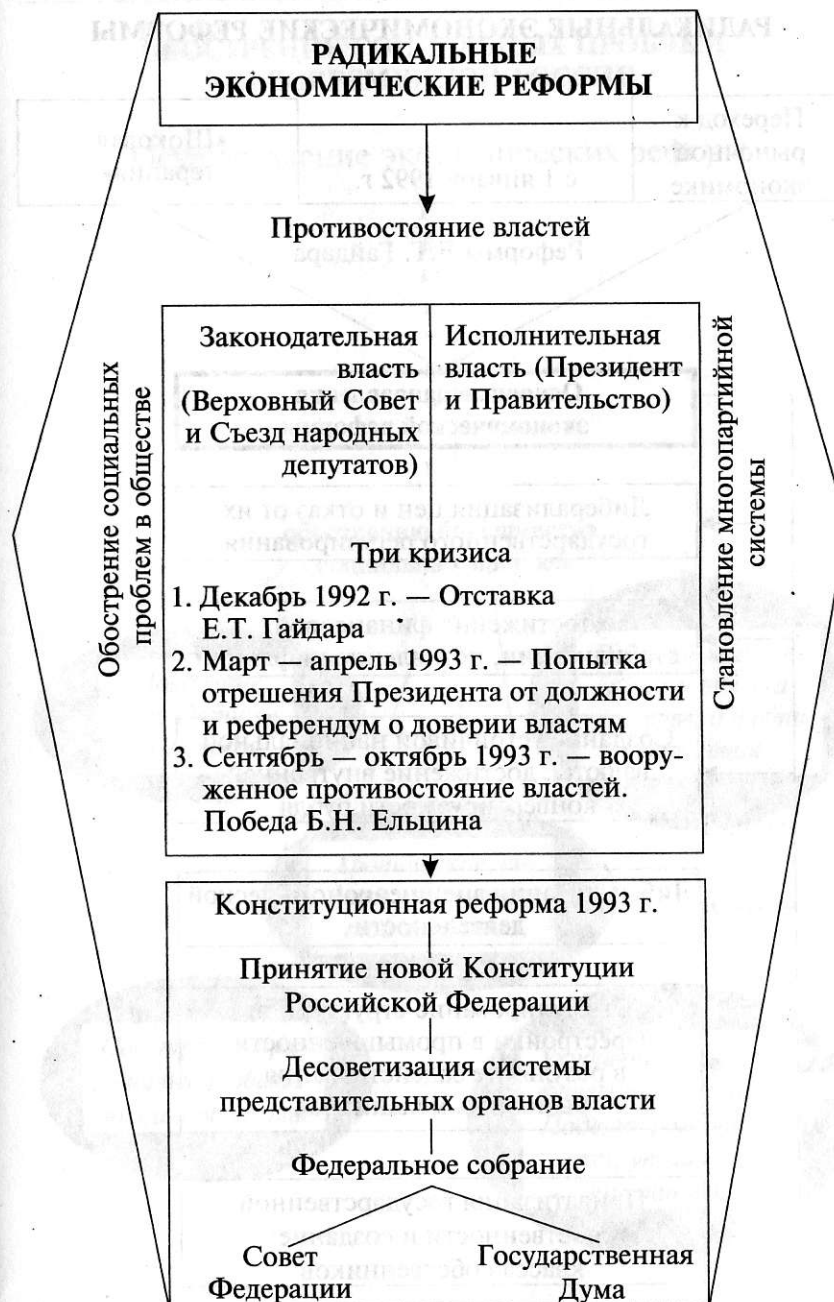 РАДИКАЛЬНЫЕ
ЭКОНОМИЧЕСКИЕ РЕФОРМЫ
Противостояние властей
Законодательная
власть
(Верховный Совет
и Съезд народных
депутатов)
Исполнительная
власть (Президент
и Правительство)
Три кризиса
1. Декабрь 1992 г. — Отставка
Е.Т. Гайдара
2. Март — апрель 1993 г. — Попытка
отрешения Президента от должности
и референдум о доверии властям
3. Сентябрь — октябрь 1993 г. — воору-
женное противостояние властей.
Победа Б.Н. Ельцина
Обострение социальных
проблем в обществе
Становление многопартийной
системы
Конституционная реформа 1993 г.
Принятие новой Конституции
Российской Федерации
Десоветизация системы
представительных органов власти
Федеральное собрание
Совет
Федерации
Государственная
Дума